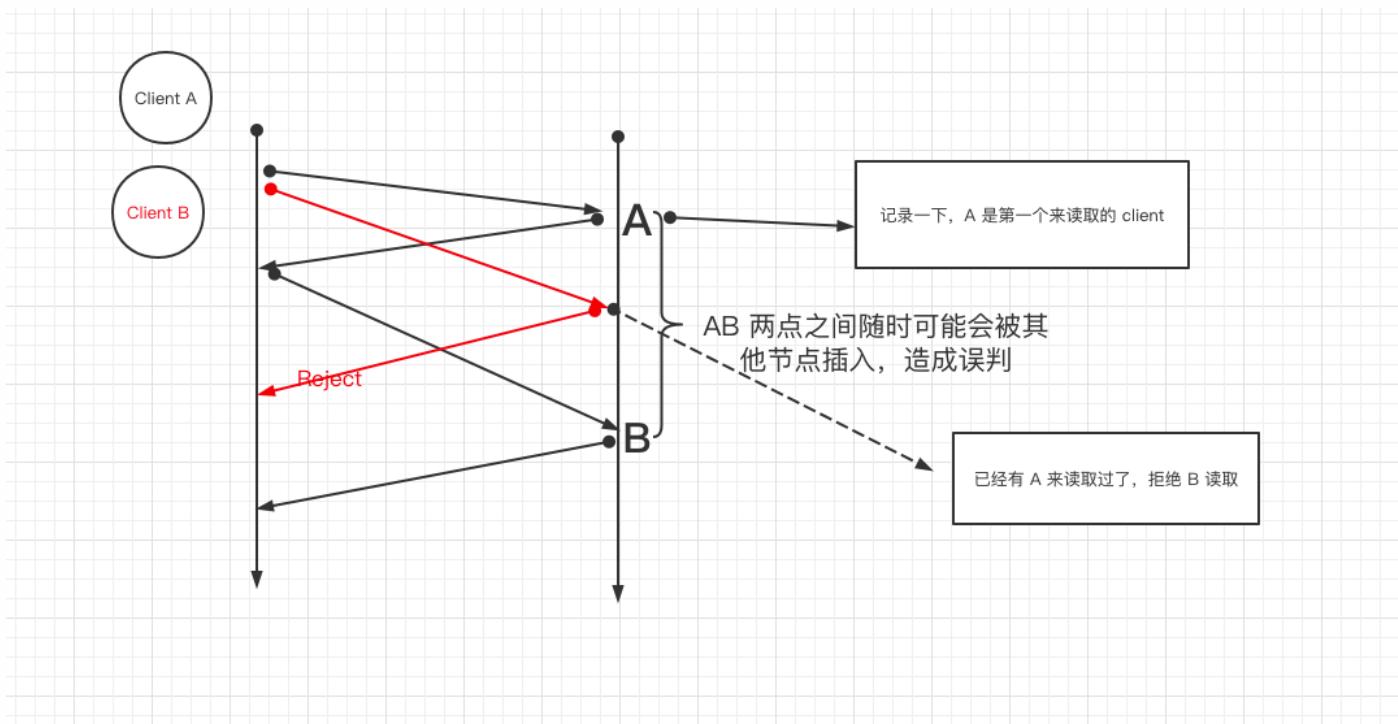 Client A
Client B
A
记录一下，A 是第一个来读取的 client
AB 两点之间随时可能会被其
他节点插入，造成误判
Reject
B
已经有 A 来读取过了，拒绝 B 读取